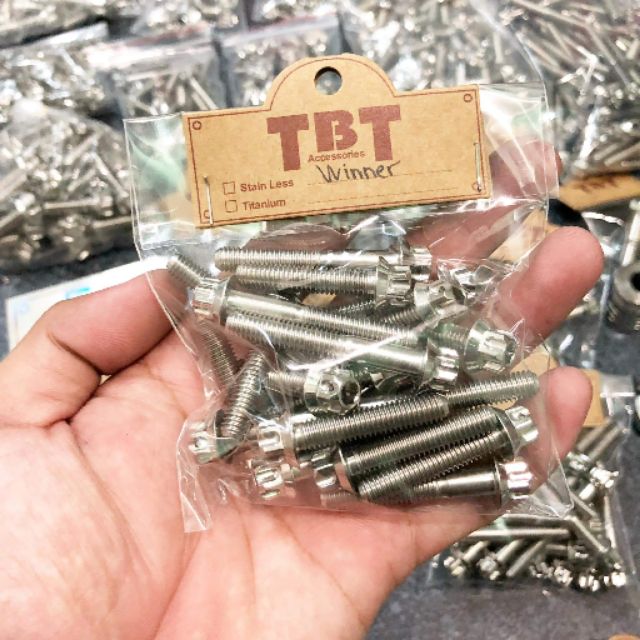 TBT
Accessories
Winner
Stain Less
Titanium